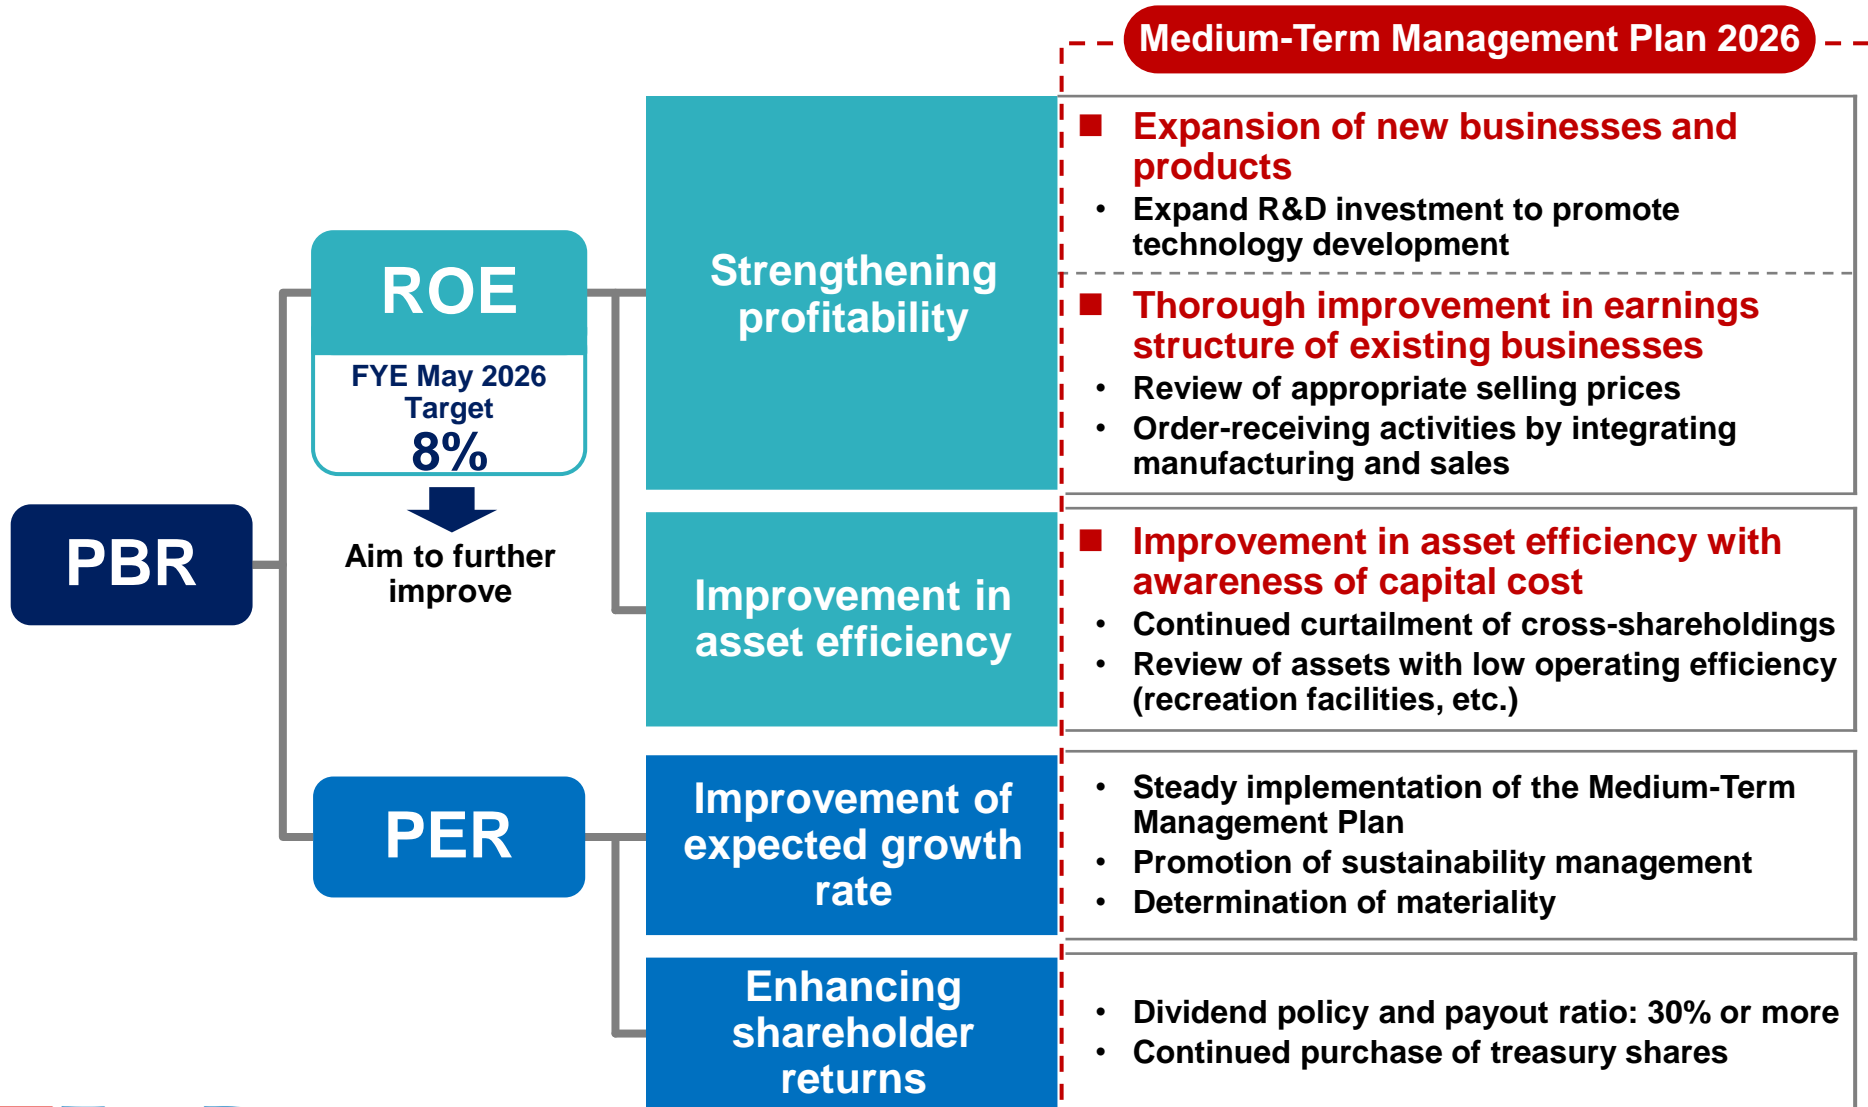 Medium-Term Management Plan 2026
PBR
ROE
FYE May 2026
Target
8%
Aim to further
improve
Strengthening
profitability
■ Expansion of new businesses and
products
• Expand R&D investment to promote
technology development
■ Thorough improvement in earnings
structure of existing businesses
• Review of appropriate selling prices
• Order-receiving activities by integrating
manufacturing and sales
Improvement in
asset efficiency
■ Improvement in asset efficiency with
awareness of capital cost
• Continued curtailment of cross-shareholdings
• Review of assets with low operating efficiency
(recreation facilities, etc.)
PER
Improvement of
expected growth
rate
• Steady implementation of the Medium-Term
Management Plan
• Promotion of sustainability management
• Determination of materiality
Enhancing
shareholder
returns
• Dividend policy and payout ratio: 30% or more
• Continued purchase of treasury shares